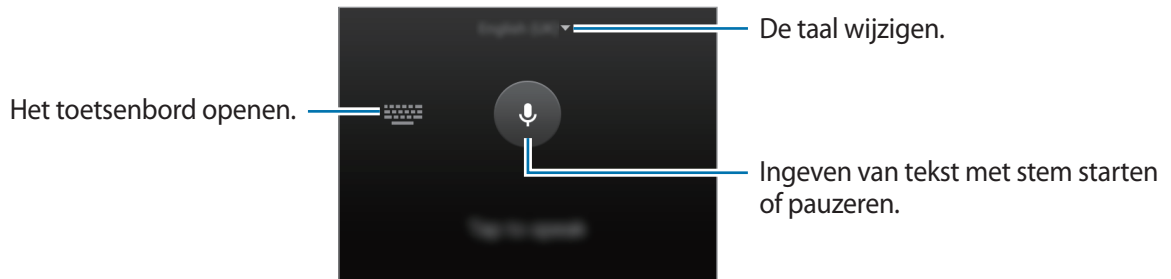 De taal wijzigen.
Het toetsenbord openen.
Ingeven van tekst met stem starten
of pauzeren.